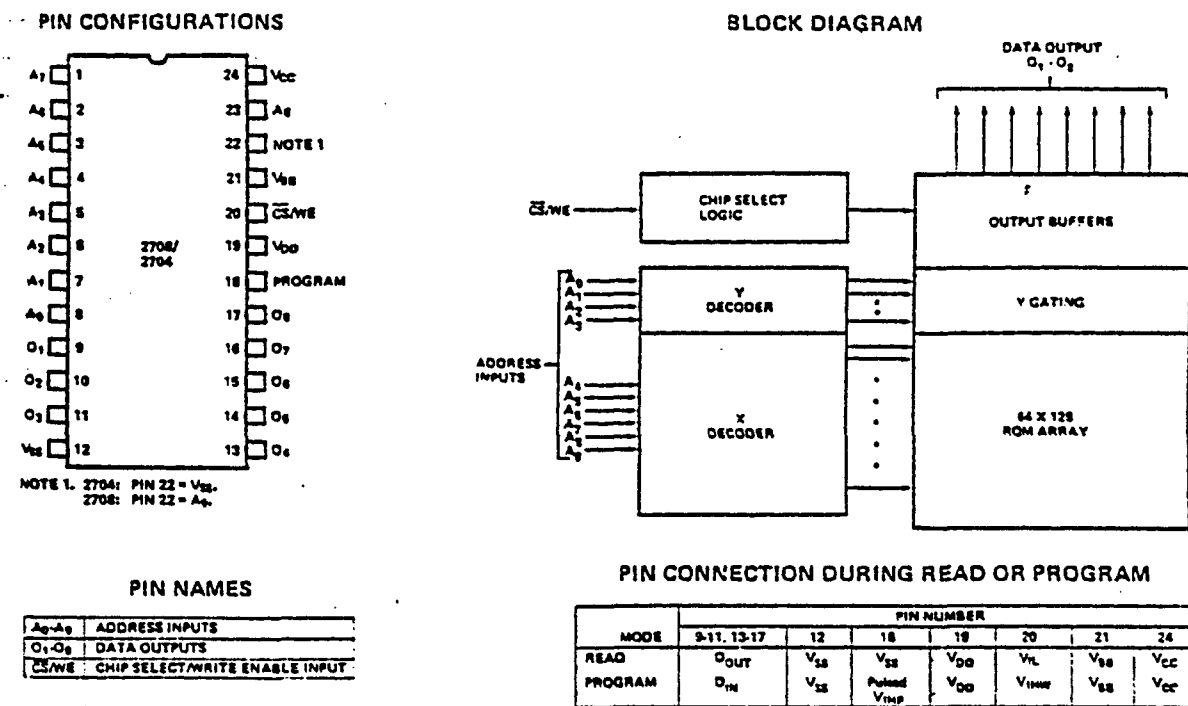 PIN CONFIGURATIONS
A7 1 24 VCC
A6 2 23 A8
A5 3 22 NOTE 1
A4 4 21 VBB
A3 5 20 C̅S̅/WE
A2 6 19 VDD
A1 7 18 PROGRAM
A0 8 17 O8
O1 9 16 O7
O2 10 15 O6
O3 11 14 O5
VSS 12 13 O4
2708/
2704
NOTE 1. 2704: PIN 22 = VSS.
2708: PIN 22 = A9.
BLOCK DIAGRAM
DATA OUTPUT
O1 - O8
C̅S̅/WE
CHIP SELECT
LOGIC
OUTPUT BUFFERS
ADDRESS
INPUTS
A0
A1
A2
A3
Y
DECODER
Y GATING
A4
A5
A6
A7
A8
A9
X
DECODER
64 X 128
ROM ARRAY
PIN NAMES
A0-A9 ADDRESS INPUTS
O1-O8 DATA OUTPUTS
C̅S̅/WE CHIP SELECT/WRITE ENABLE INPUT
PIN CONNECTION DURING READ OR PROGRAM
PIN NUMBER
MODE 9-11, 13-17 12 18 19 20 21 24
READ DOUT VSS VSS VDD VIL VBB VCC
PROGRAM DIN VSS Pulsed VIHP VDD VIHW VBB VCC